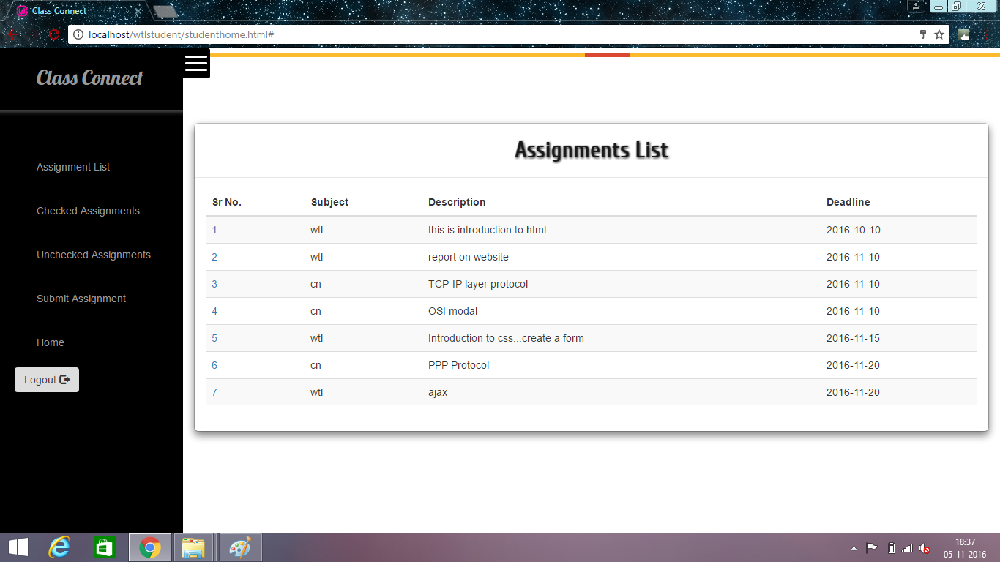 Class Connect
localhost/wtlstudent/studenthome.html#
Class Connect
Assignment List
Checked Assignments
Unchecked Assignments
Submit Assignment
Home
Logout
Assignments List
Sr No. Subject Description Deadline
1 wtl this is introduction to html 2016-10-10
2 wtl report on website 2016-11-10
3 cn TCP-IP layer protocol 2016-11-10
4 cn OSI modal 2016-11-10
5 wtl Introduction to css...create a form 2016-11-15
6 cn PPP Protocol 2016-11-20
7 wtl ajax 2016-11-20
18:37
05-11-2016